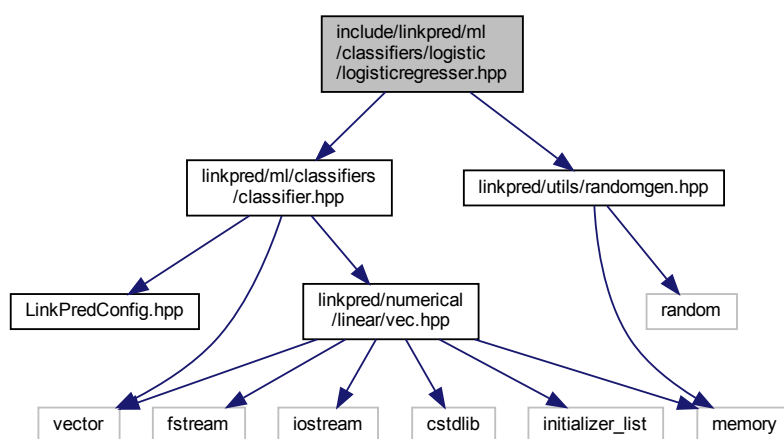 include/linkpred/ml
/classifiers/logistic
/logisticregresser.hpp
linkpred/ml/classifiers
/classifier.hpp
linkpred/utils/randomgen.hpp
LinkPredConfig.hpp
linkpred/numerical
/linear/vec.hpp
random
vector
fstream
iostream
cstdlib
initializer_list
memory